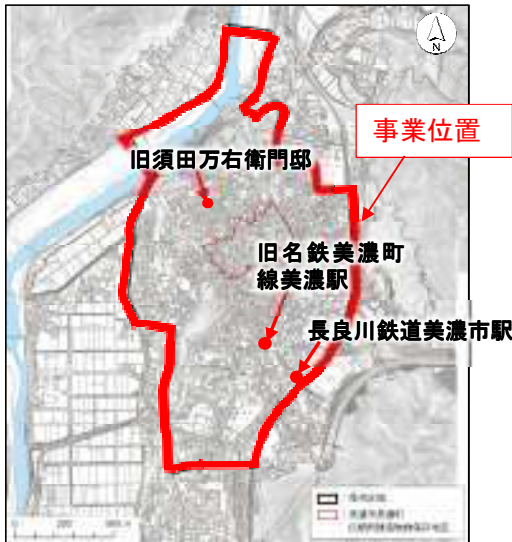 N
事業位置
旧須田万右衛門邸
旧名鉄美濃町
線美濃駅
長良川鉄道美濃市駅